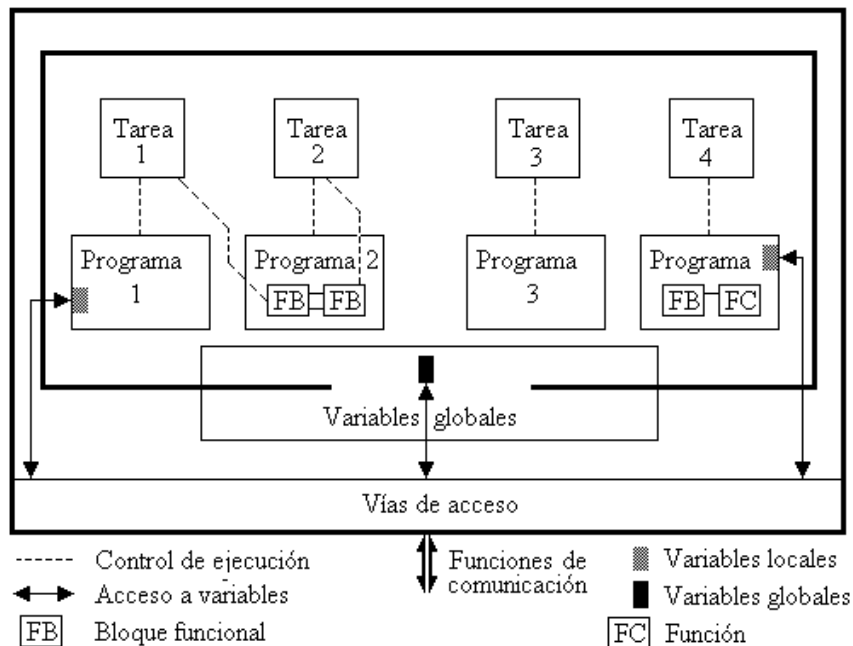 Tarea
1
Tarea
2
Tarea
3
Tarea
4
Programa
1
Programa 2
FB
FB
Programa
3
Programa
FB
FC
Variables globales
Vías de acceso
Control de ejecución
Acceso a variables
FB
Bloque funcional
Funciones de
comunicación
Variables locales
Variables globales
FC
Función